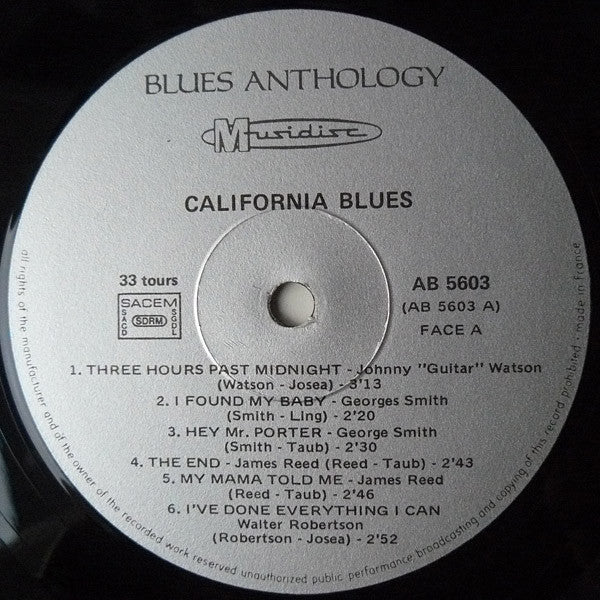 BLUES ANTHOLOGY
Musidisc
CALIFORNIA BLUES
33 tours
AB 5603
SACEM
SACD
SDRM
SGDL
(AB 5603 A)
FACE A
1. THREE HOURS PAST MIDNIGHT - Johnny "Guitar" Watson
(Watson - Josea) - 3'13
2. I FOUND MY BABY - Georges Smith
(Smith - Ling) - 2'20
3. HEY Mr. PORTER - George Smith
(Smith - Taub) - 2'30
4. THE END - James Reed (Reed - Taub) - 2'43
5. MY MAMA TOLD ME - James Reed
(Reed - Taub) - 2'46
6. I'VE DONE EVERYTHING I CAN
Walter Robertson
(Robertson - Josea) - 2'52
all rights of the manufacturer and of the owner of the recorded work reserved unauthorized public performance broadcasting and copying of this record prohibited - made in france